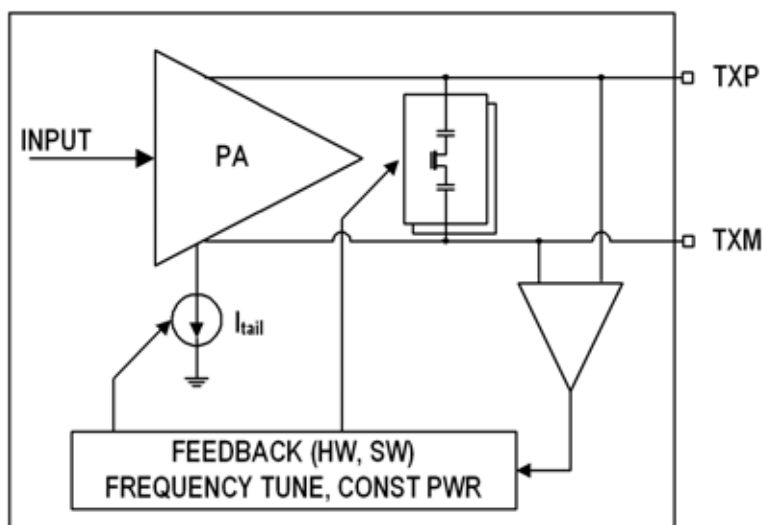 TXP
INPUT
PA
TXM
Itail
FEEDBACK (HW, SW)
FREQUENCY TUNE, CONST PWR